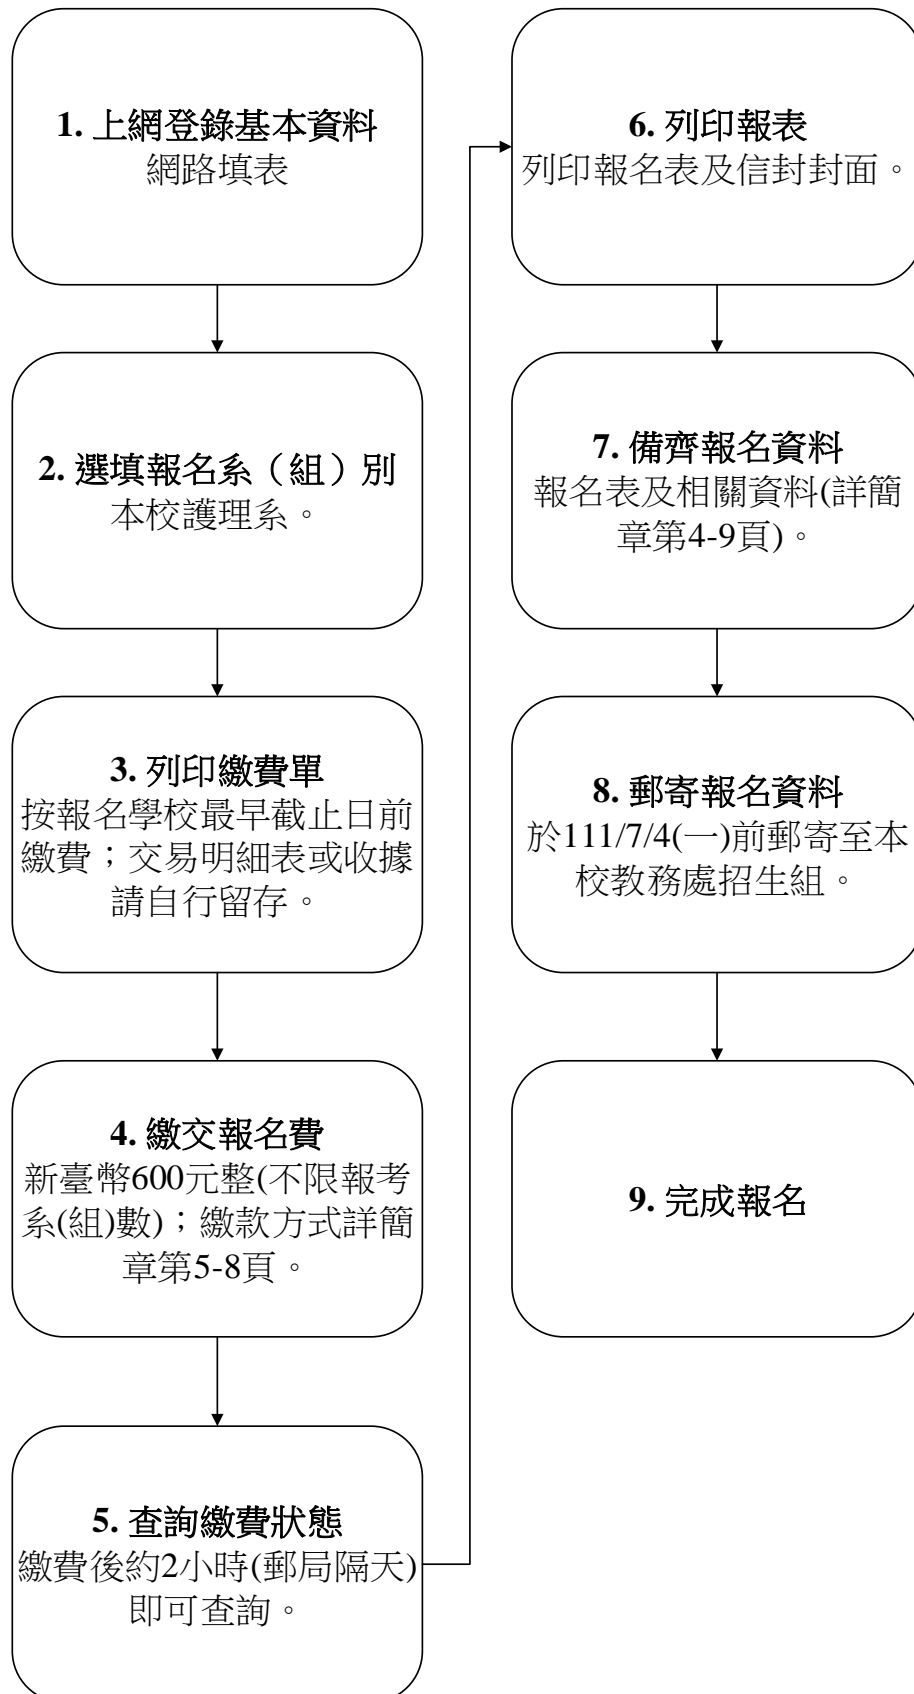 1. 上網登錄基本資料
網路填表
2. 選填報名系（組）別
本校護理系。
3. 列印繳費單
按報名學校最早截止日前
繳費；交易明細表或收據
請自行留存。
4. 繳交報名費
新臺幣600元整(不限報考
系(組)數)；繳款方式詳簡
章第5-8頁。
5. 查詢繳費狀態
繳費後約2小時(郵局隔天)
即可查詢。
6. 列印報表
列印報名表及信封封面。
7. 備齊報名資料
報名表及相關資料(詳簡
章第4-9頁)。
8. 郵寄報名資料
於111/7/4(一)前郵寄至本
校教務處招生組。
9. 完成報名